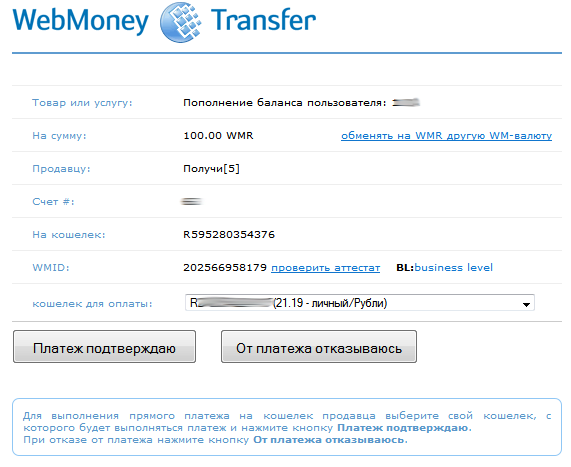 WebMoney Transfer
Товар или услугу: Пополнение баланса пользователя:
На сумму: 100.00 WMR обменять на WMR другую WM-валюту
Продавцу: Получи[5]
Счет #:
На кошелек: R595280354376
WMID: 202566958179 проверить аттестат BL:business level
кошелек для оплаты: R (21.19 - личный/Рубли)
Платеж подтверждаю От платежа отказываюсь
Для выполнения прямого платежа на кошелек продавца выберите свой кошелек, с
которого будет выполняться платеж и нажмите кнопку Платеж подтверждаю.
При отказе от платежа нажмите кнопку От платежа отказываюсь.